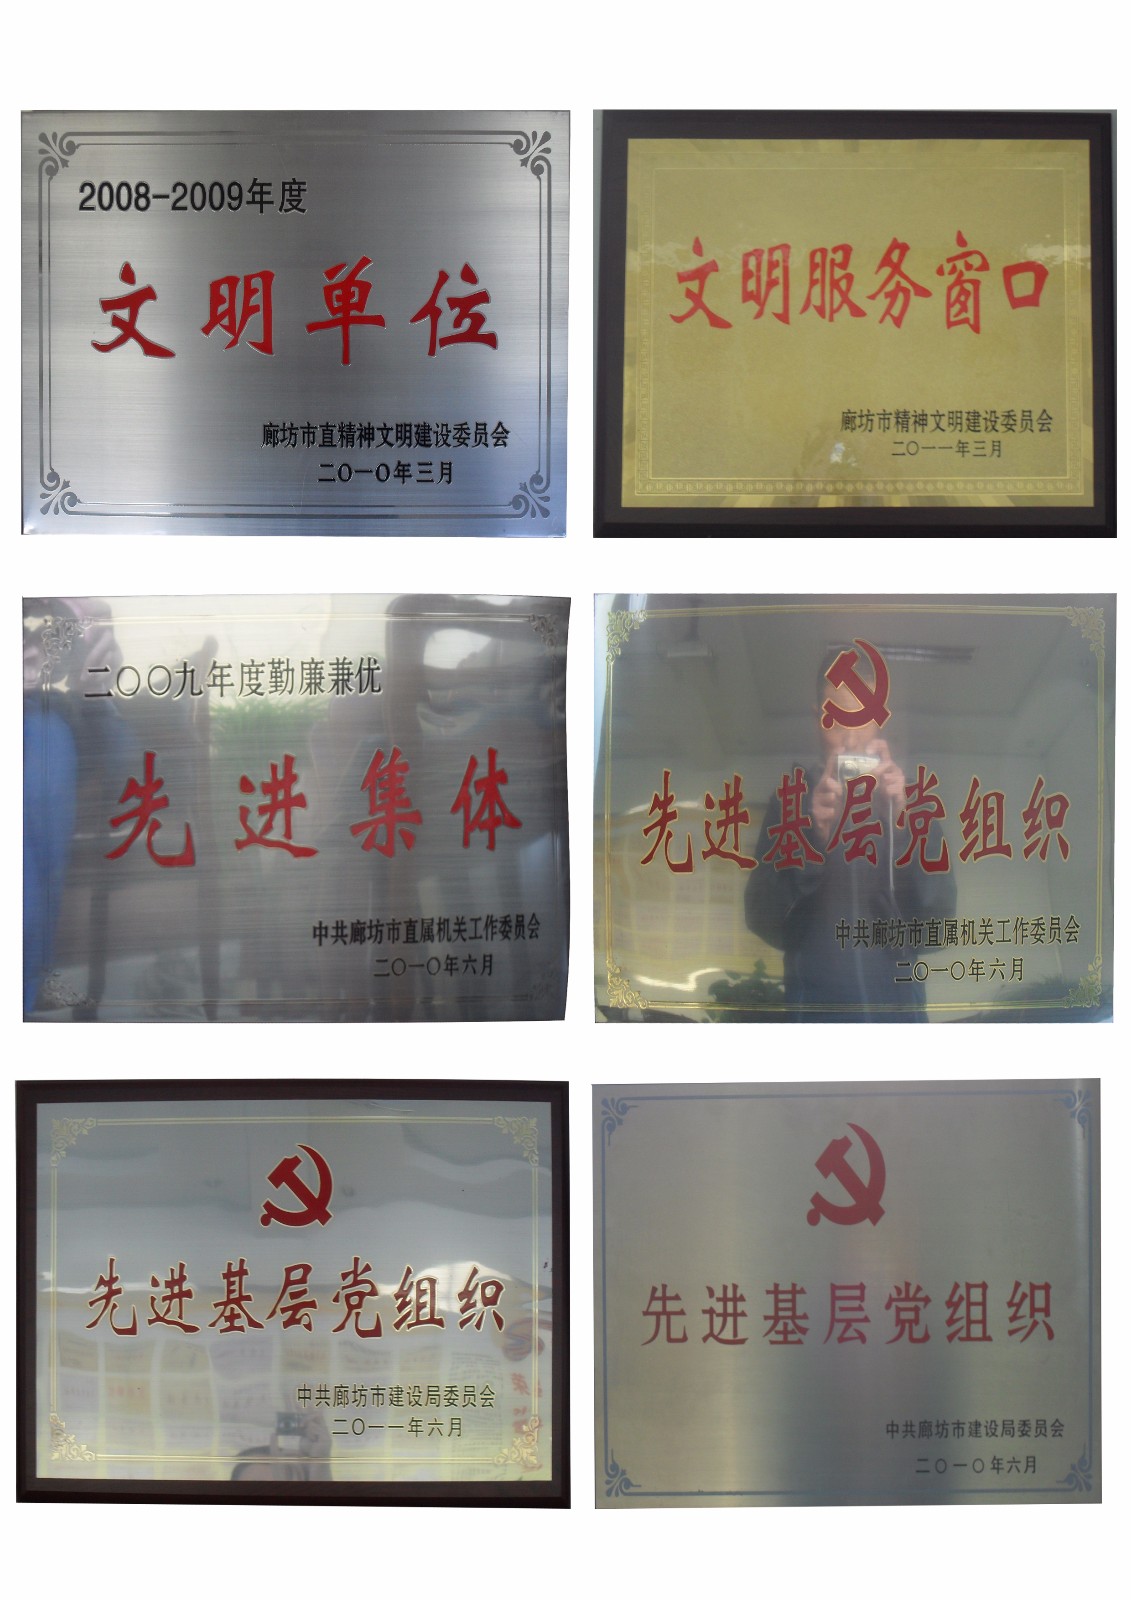 2008-2009年度
文明单位
廊坊市直精神文明建设委员会
二〇一〇年三月
文明服务窗口
廊坊市精神文明建设委员会
二〇一一年三月
二〇〇九年度勤廉兼优
先进集体
中共廊坊市直属机关工作委员会
二〇一〇年六月
先进基层党组织
中共廊坊市直属机关工作委员会
二〇一〇年六月
先进基层党组织
中共廊坊市建设局委员会
二〇一一年六月
先进基层党组织
中共廊坊市建设局委员会
二〇一〇年六月